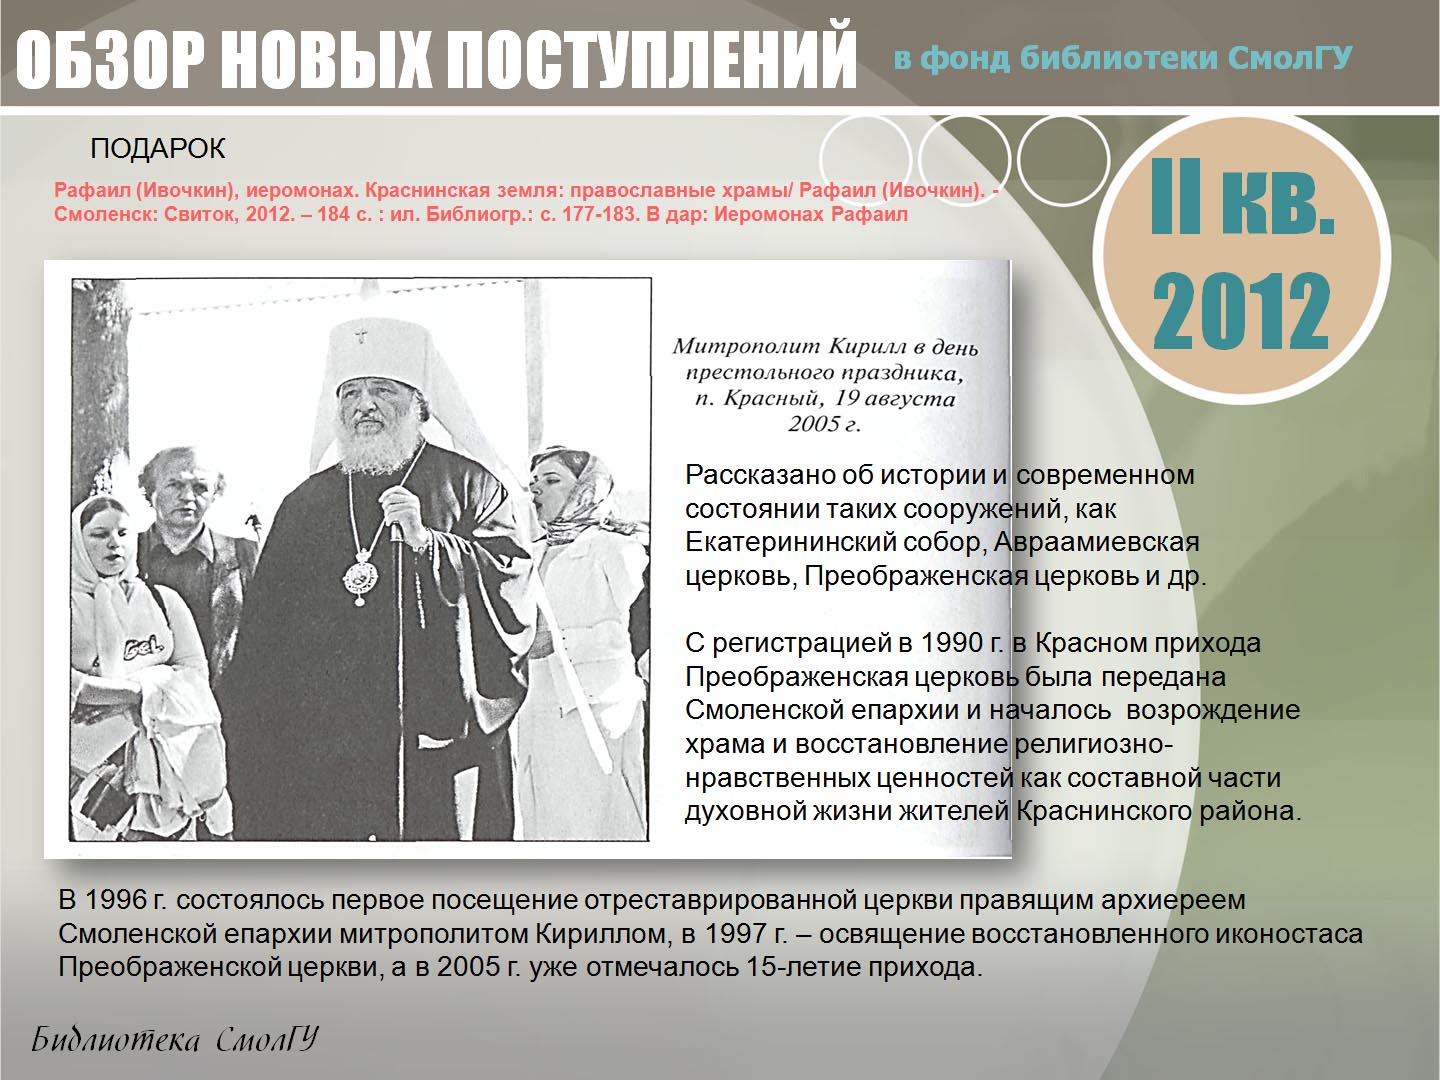 ОБЗОР НОВЫХ ПОСТУПЛЕНИЙ в фонд библиотеки СмолГУ
II кв.
2012
ПОДАРОК
Рафаил (Ивочкин), иеромонах. Краснинская земля: православные храмы/ Рафаил (Ивочкин). -
Смоленск: Свиток, 2012. – 184 с. : ил. Библиогр.: с. 177-183. В дар: Иеромонах Рафаил
Митрополит Кирилл в день
престольного праздника,
п. Красный, 19 августа
2005 г.
Рассказано об истории и современном
состоянии таких сооружений, как
Екатерининский собор, Авраамиевская
церковь, Преображенская церковь и др.
С регистрацией в 1990 г. в Красном прихода
Преображенская церковь была передана
Смоленской епархии и началось  возрождение
храма и восстановление религиозно-
нравственных ценностей как составной части
духовной жизни жителей Краснинского района.
В 1996 г. состоялось первое посещение отреставрированной церкви правящим архиереем
Смоленской епархии митрополитом Кириллом, в 1997 г. – освящение восстановленного иконостаса
Преображенской церкви, а в 2005 г. уже отмечалось 15-летие прихода.
Библиотека СмолГУ